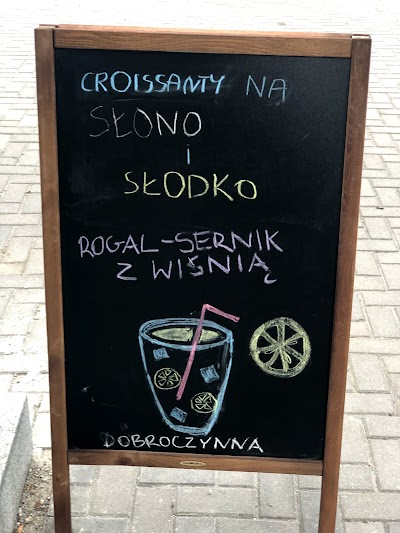 CROISSANTY NA
SŁONO
i
SŁODKO
ROGAL-SERNIK
Z WIŚNIĄ
DOBROCZYNNA